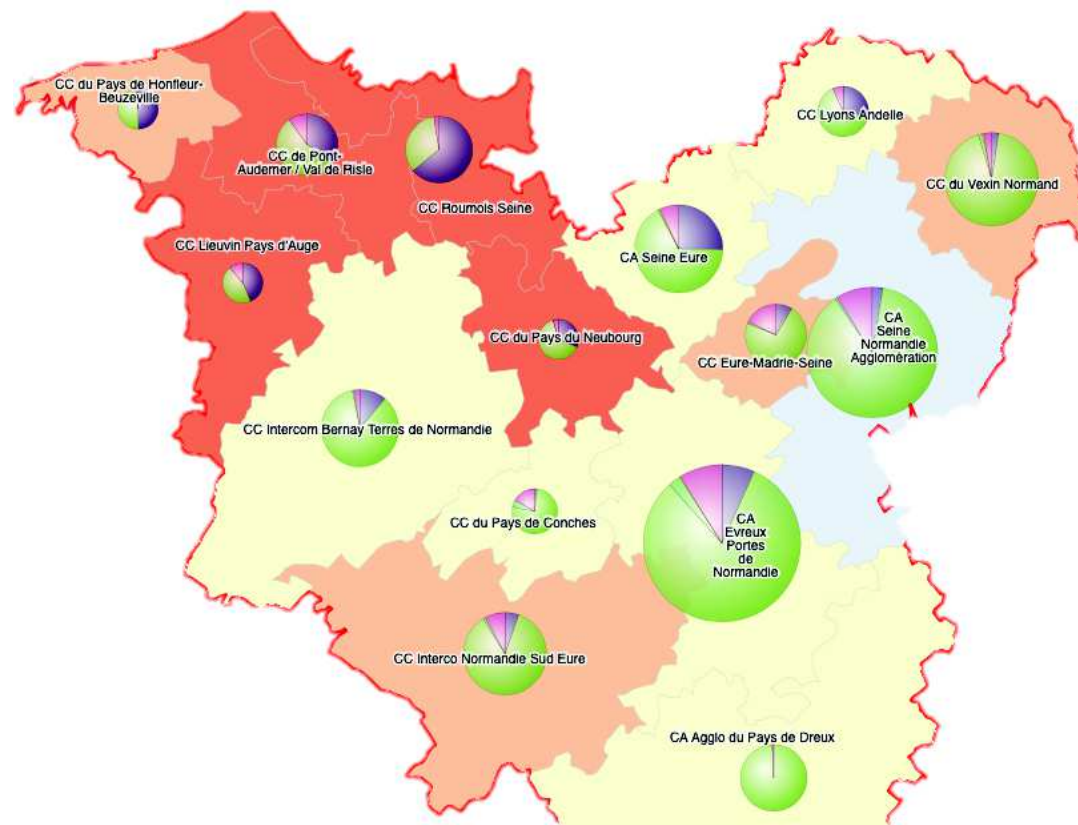 CC du Pays de Honfleur-
Beuzeville
CC Lyons Andelle
CC de Pont-
Audemer / Val de Risle
CC du Vexin Normand
CC Roumois Seine
CC Lieuvin Pays d'Auge
CA Seine Eure
CC du Pays du Neubourg
CA
Seine
Normandie
Agglomération
CC Eure-Madrie-Seine
CC Intercom Bernay Terres de Normandie
CC du Pays de Conches
CA
Evreux
Portes
de
Normandie
CC Interco Normandie Sud Eure
CA Agglo du Pays de Dreux